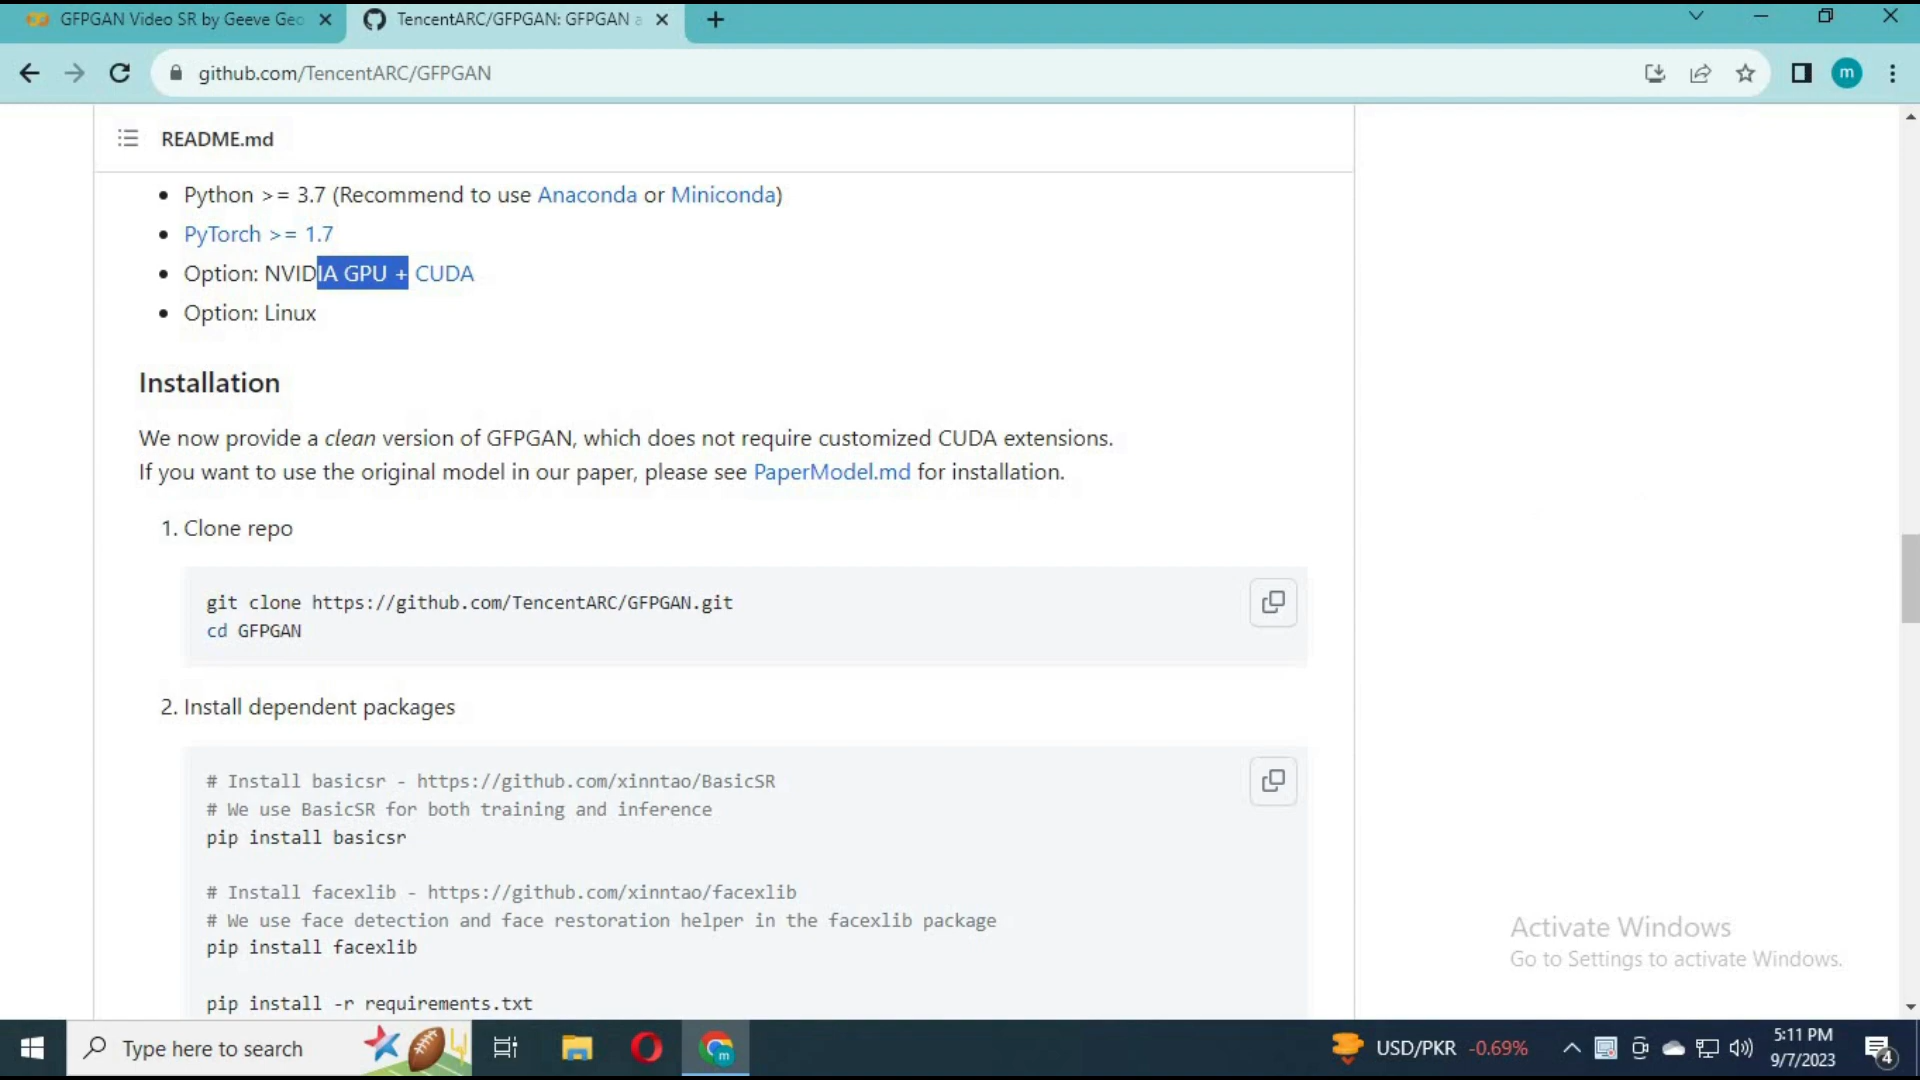 GFPGAN Video SR by Geeve Geo
TencentARC/GFPGAN: GFPGAN a
github.com/TencentARC/GFPGAN
m
README.md
Python >= 3.7 (Recommend to use Anaconda or Miniconda)
PyTorch >= 1.7
Option: NVIDIA GPU + CUDA
Option: Linux
Installation
We now provide a clean version of GFPGAN, which does not require customized CUDA extensions.
If you want to use the original model in our paper, please see PaperModel.md for installation.
1. Clone repo
git clone https://github.com/TencentARC/GFPGAN.git
cd GFPGAN
2. Install dependent packages
# Install basicsr - https://github.com/xinntao/BasicSR
# We use BasicSR for both training and inference
pip install basicsr
# Install facexlib - https://github.com/xinntao/facexlib
# We use face detection and face restoration helper in the facexlib package
pip install facexlib
pip install -r requirements.txt
Activate Windows
Go to Settings to activate Windows.
Type here to search
m
USD/PKR -0.69%
5:11 PM
9/7/2023
4